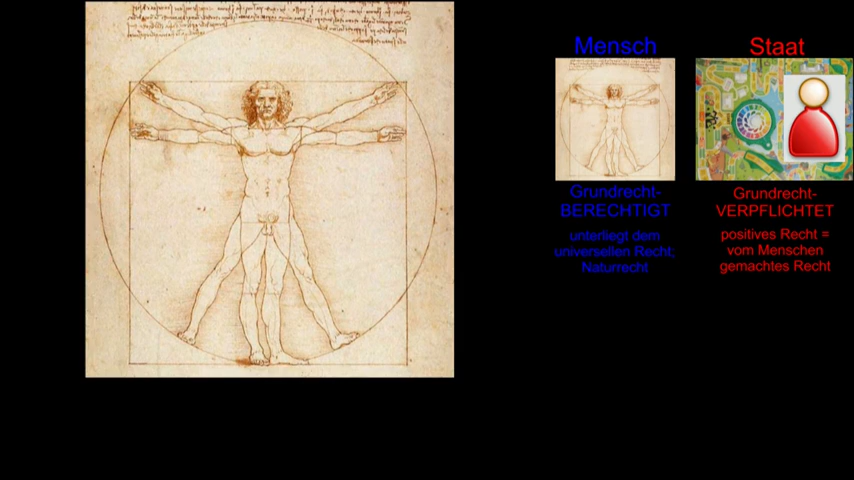 Mensch
Staat
Grundrecht-
BERECHTIGT
unterliegt dem
universellen Recht;
Naturrecht
Grundrecht-
VERPFLICHTET
positives Recht =
vom Menschen
gemachtes Recht